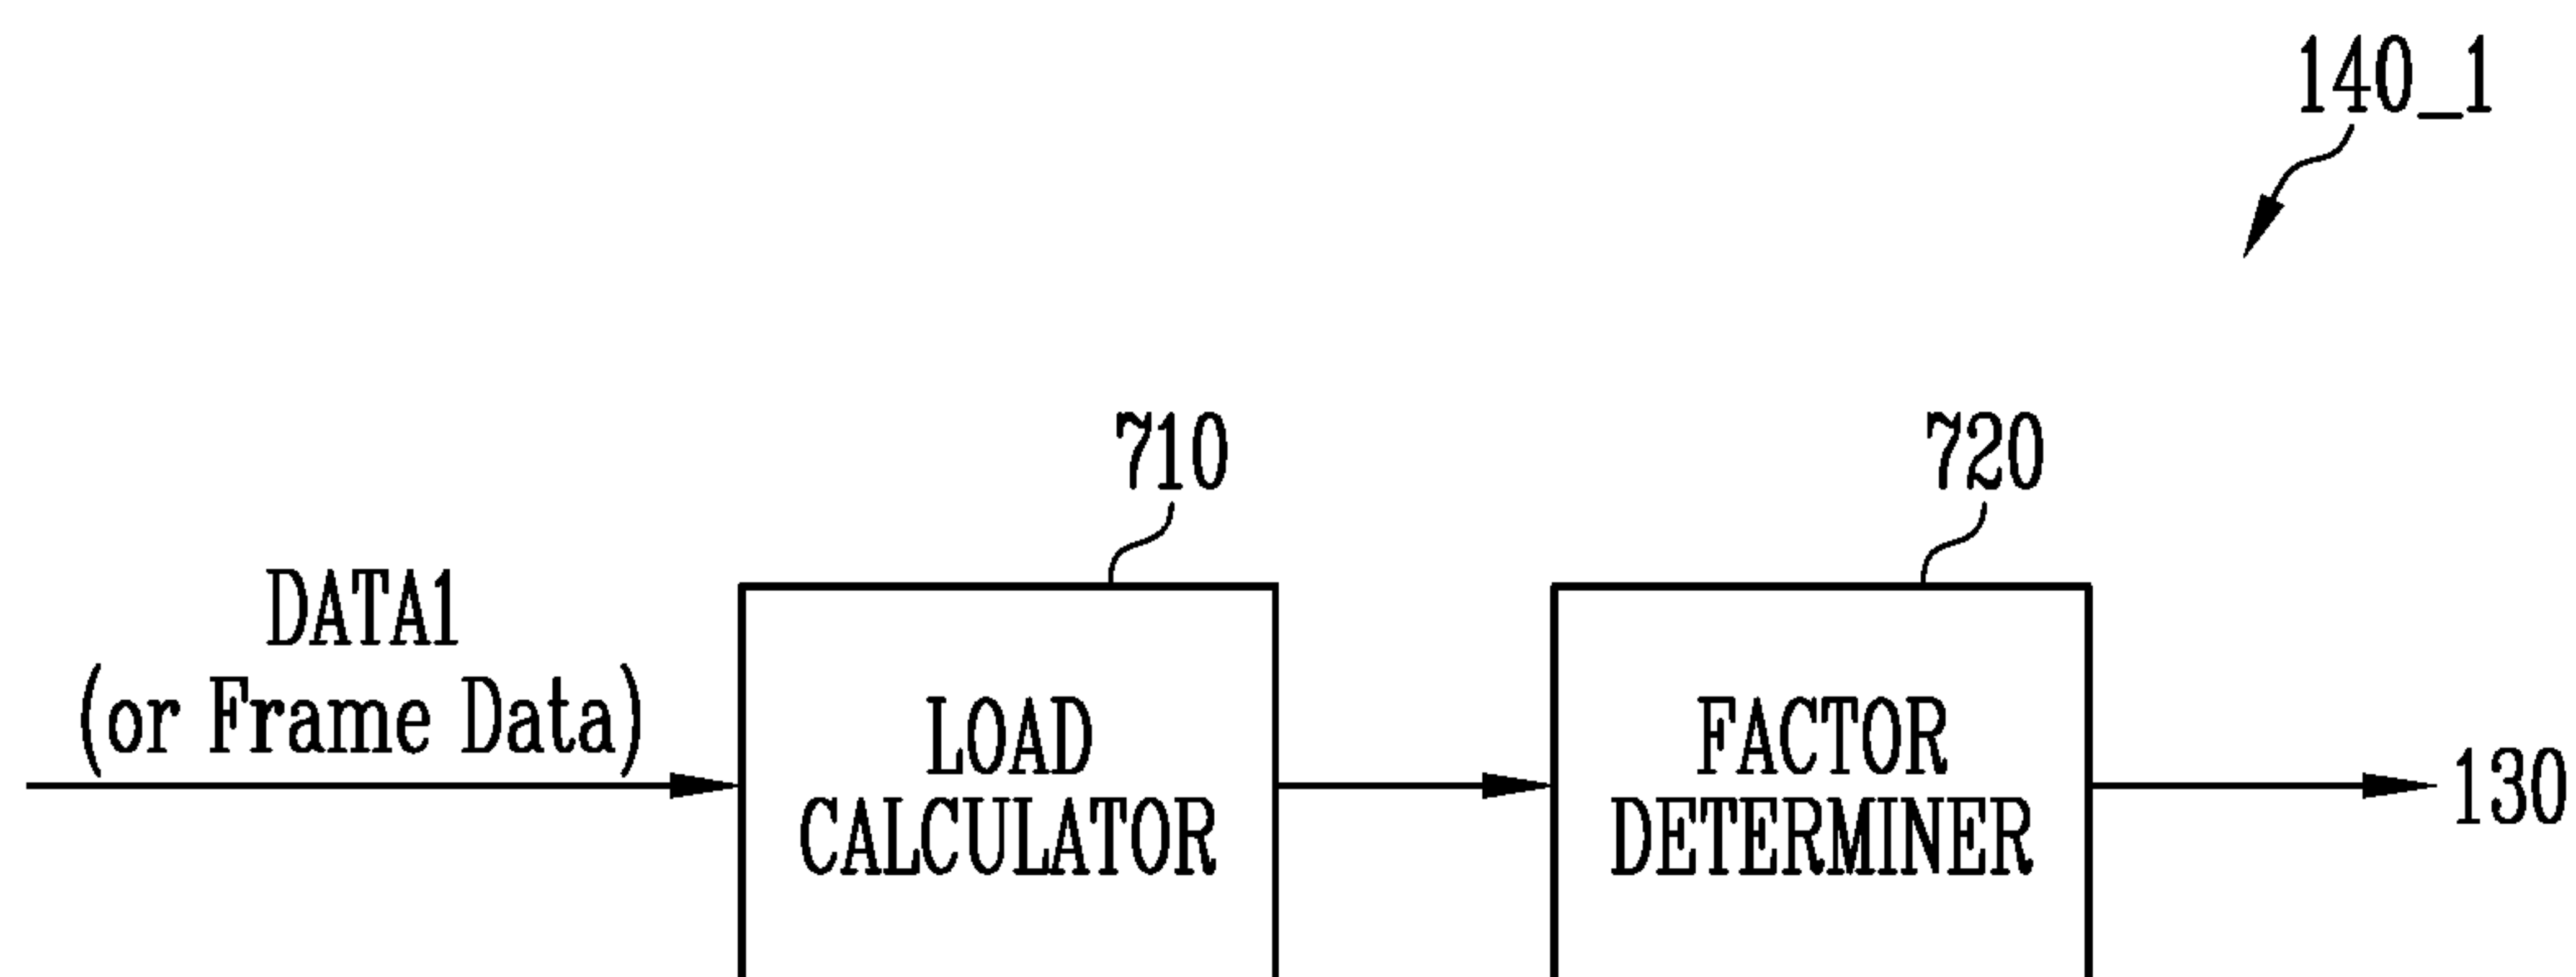 140_1
710
720
DATA1
(or Frame Data)
LOAD
CALCULATOR
FACTOR
DETERMINER
130